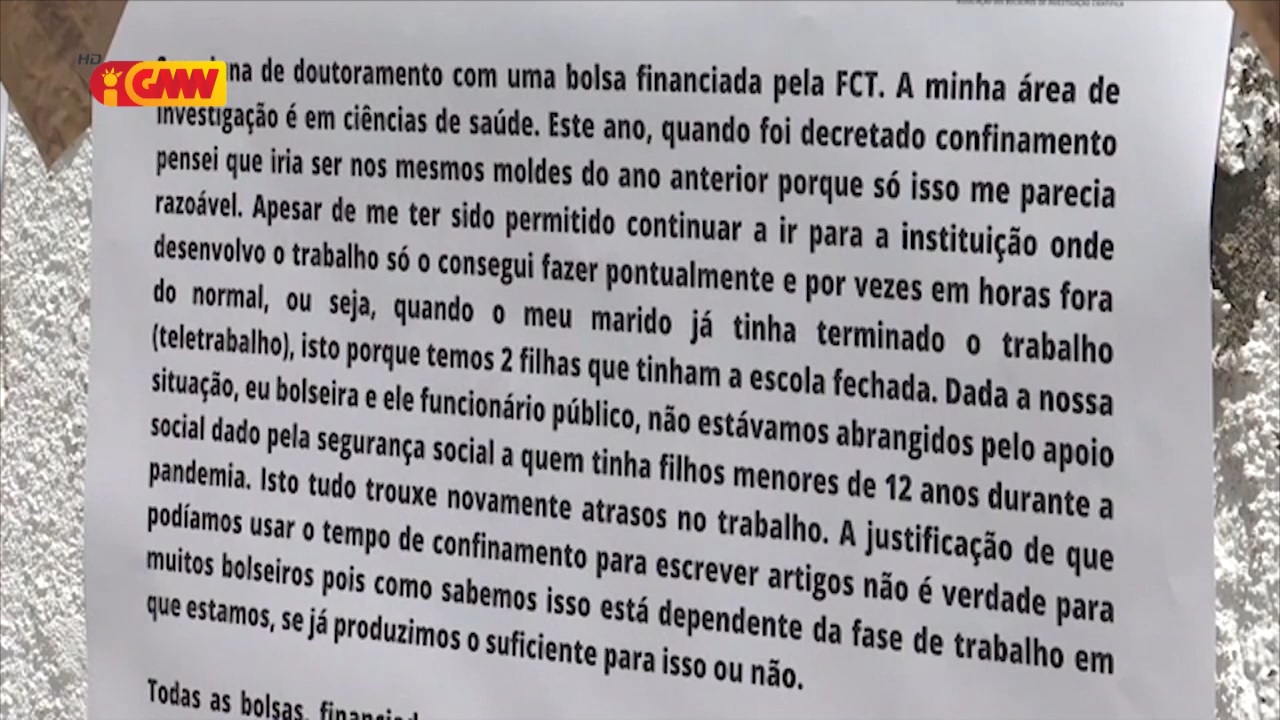 ASSOCIAÇÃO DOS BOLSEIROS DE INVESTIGAÇÃO CIENTÍFICA
HD
iGMW
de doutoramento com uma bolsa financiada pela FCT. A minha área de
investigação é em ciências de saúde. Este ano, quando foi decretado confinamento
pensei que iria ser nos mesmos moldes do ano anterior porque só isso me parecia
razoável. Apesar de me ter sido permitido continuar a ir para a instituição onde
desenvolvo o trabalho só o consegui fazer pontualmente e por vezes em horas fora
do normal, ou seja, quando o meu marido já tinha terminado o trabalho
(teletrabalho), isto porque temos 2 filhas que tinham a escola fechada. Dada a nossa
situação, eu bolseira e ele funcionário público, não estávamos abrangidos pelo apoio
social dado pela segurança social a quem tinha filhos menores de 12 anos durante a
pandemia. Isto tudo trouxe novamente atrasos no trabalho. A justificação de que
podíamos usar o tempo de confinamento para escrever artigos não é verdade para
muitos bolseiros pois como sabemos isso está dependente da fase de trabalho em
que estamos, se já produzimos o suficiente para isso ou não.
Todas as bolsas,